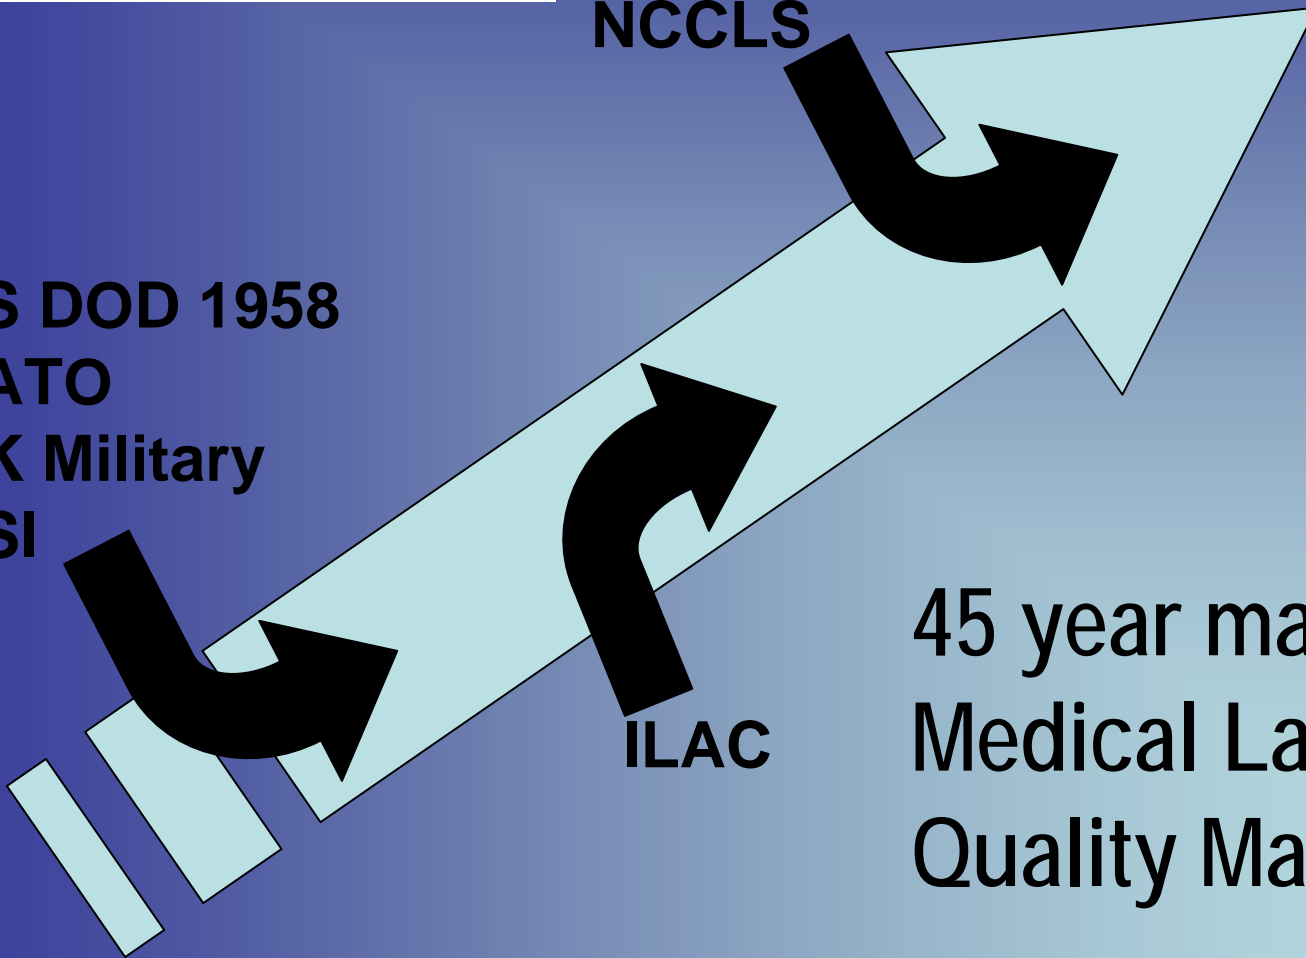 NCCLS
S DOD 1958
ATO
K Military
SI
ILAC
45 year ma
Medical La
Quality Ma